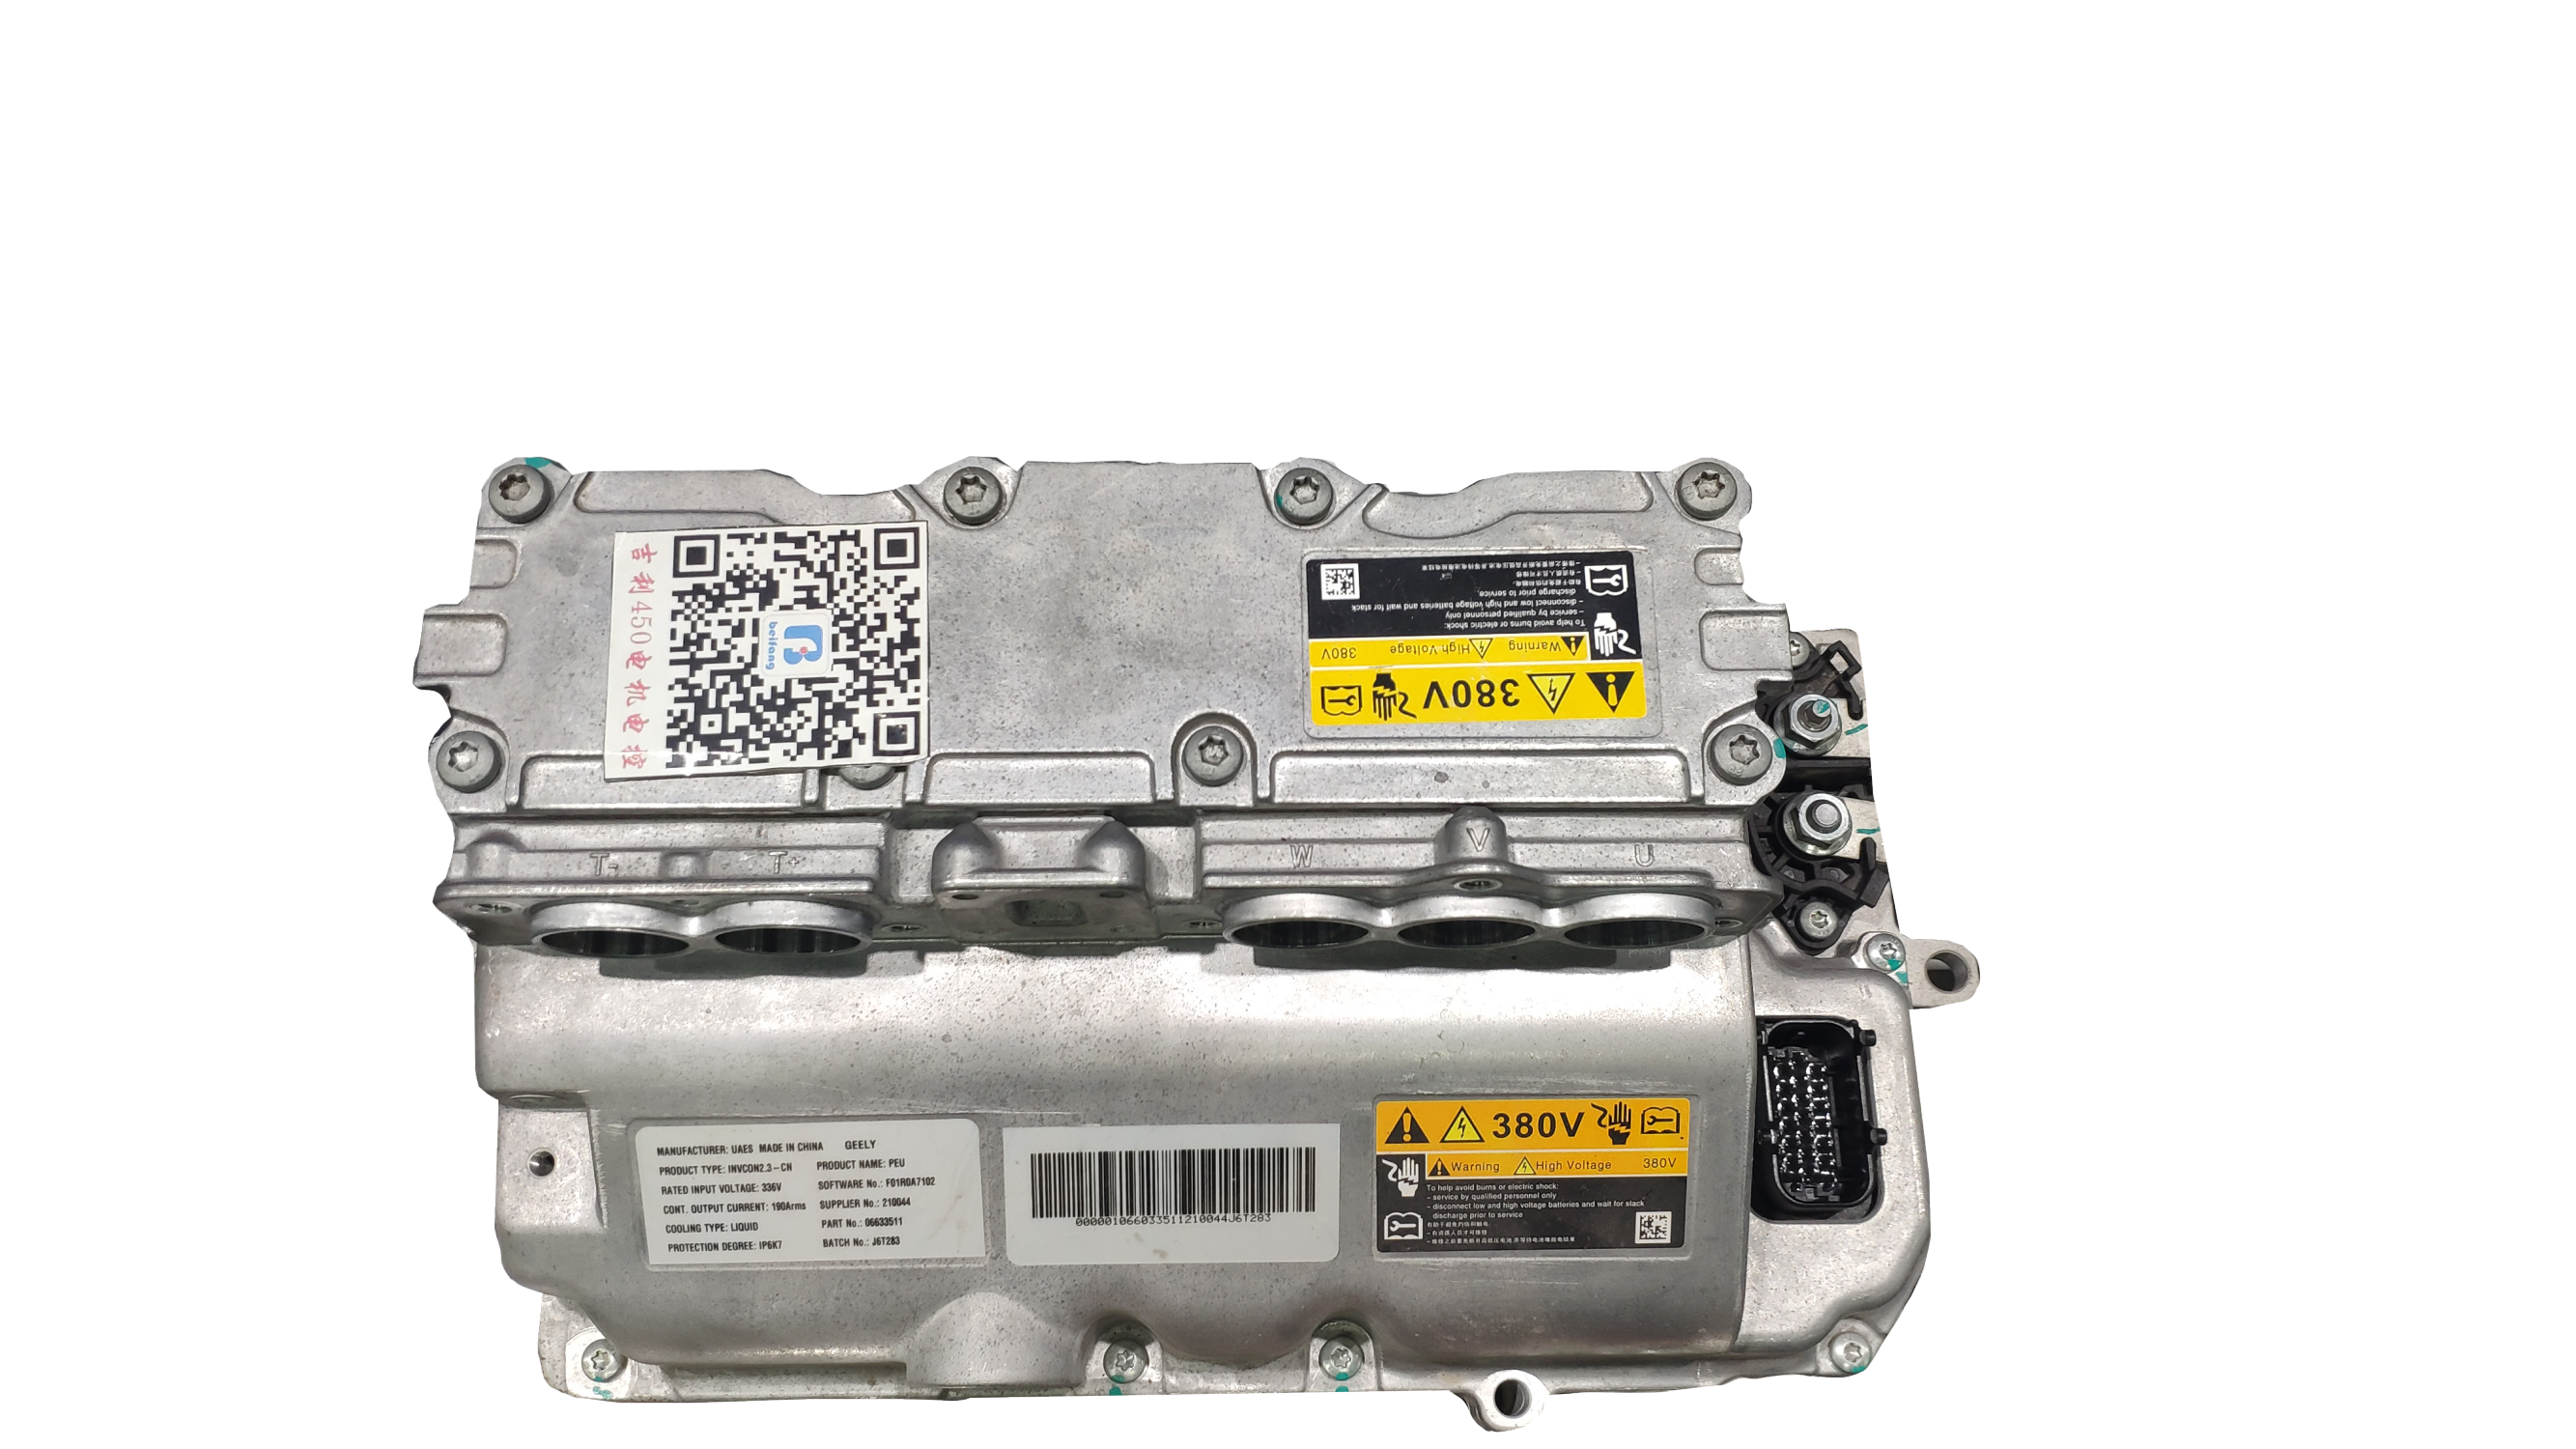 吉利450电机电控
beifang
380V
Warning High Voltage 380V
To help avoid burns or electric shock:
– service by qualified personnel only
– disconnect low and high voltage batteries and wait for stack
discharge prior to service.
T- T+ W V U
MANUFACTURER: UAES MADE IN CHINA GEELY
PRODUCT TYPE: INVCON2.3-CN PRODUCT NAME: PEU
RATED INPUT VOLTAGE: 336V SOFTWARE No.: F01R0A7102
CONT. OUTPUT CURRENT: 190Arms SUPPLIER No.: 210044
COOLING TYPE: LIQUID PART No.: 06633511
PROTECTION DEGREE: IP6K7 BATCH No.: J6T283
000001066033511210044J6T283
380V
Warning High Voltage 380V
To help avoid burns or electric shock:
– service by qualified personnel only
– disconnect low and high voltage batteries and wait for stack
discharge prior to service